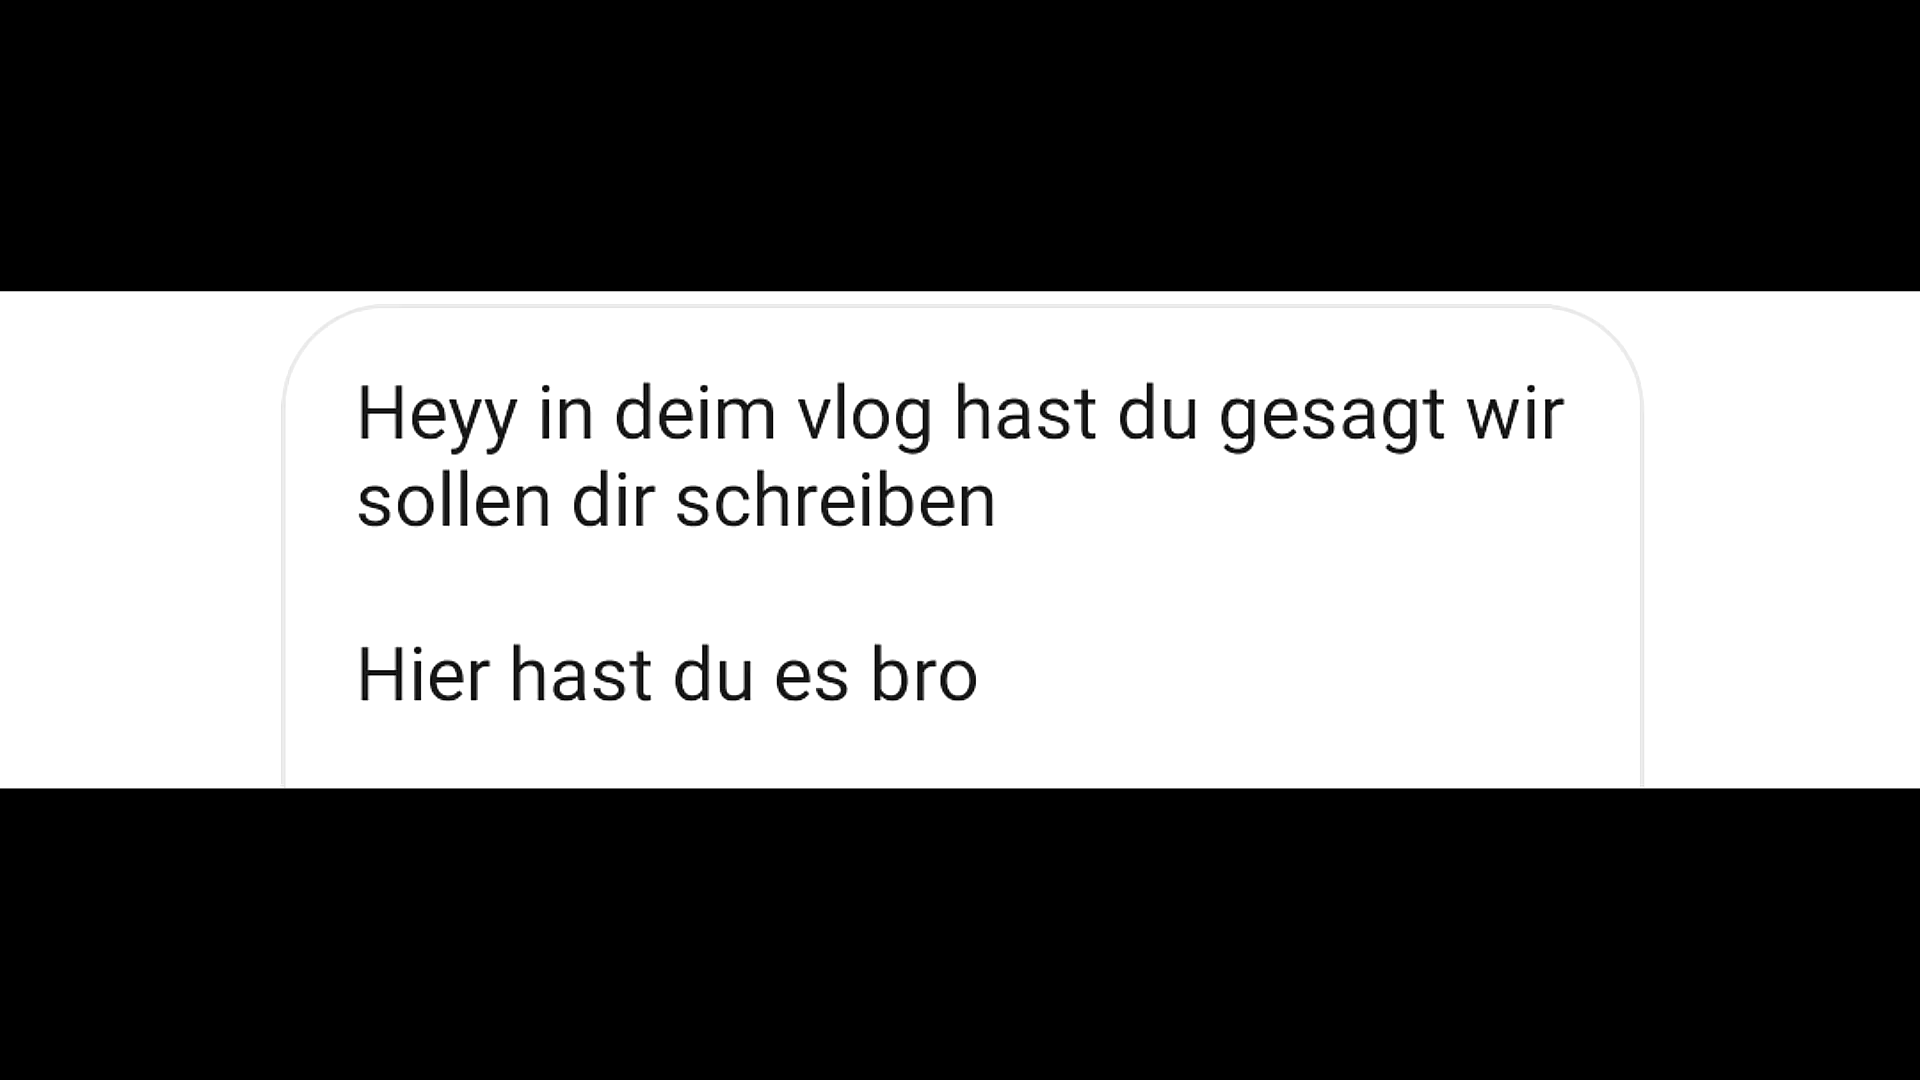 Heyy in deim vlog hast du gesagt wir
sollen dir schreiben
Hier hast du es bro